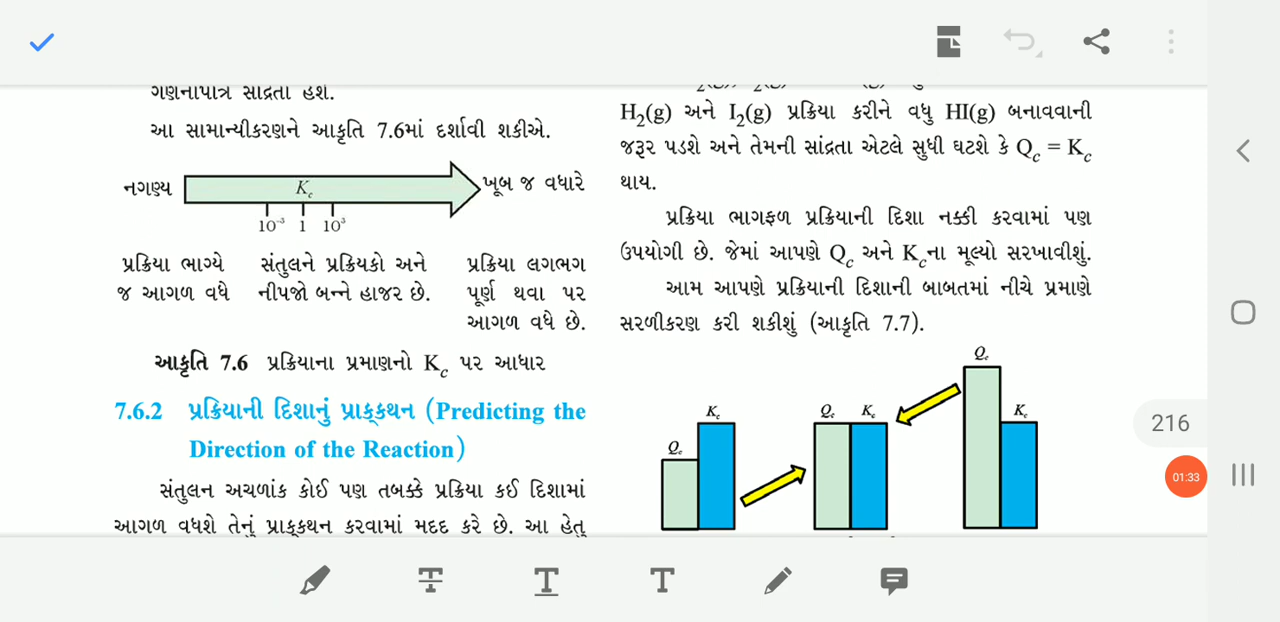 ગણનાપાત્ર સાંદ્રતા હશે.
આ સામાન્યીકરણને આકૃતિ 7.6માં દર્શાવી શકીએ.
નગણ્ય
Kc
ખૂબ જ વધારે
10⁻³ 1 10³
પ્રક્રિયા ભાગ્યે
જ આગળ વધે
સંતુલને પ્રક્રિયકો અને
નીપજો બન્ને હાજર છે.
પ્રક્રિયા લગભગ
પૂર્ણ થવા પર
આગળ વધે છે.
આકૃતિ 7.6 પ્રક્રિયાના પ્રમાણનો Kc પર આધાર
7.6.2 પ્રક્રિયાની દિશાનું પ્રાક્કથન (Predicting the
Direction of the Reaction)
સંતુલન અચળાંક કોઈ પણ તબક્કે પ્રક્રિયા કઈ દિશામાં
આગળ વધશે તેનું પ્રાક્કથન કરવામાં મદદ કરે છે. આ હેતુ
H₂(g) અને I₂(g) પ્રક્રિયા કરીને વધુ HI(g) બનાવવાની
જરૂર પડશે અને તેમની સાંદ્રતા એટલે સુધી ઘટશે કે Qc = Kc
થાય.
પ્રક્રિયા ભાગફળ પ્રક્રિયાની દિશા નક્કી કરવામાં પણ
ઉપયોગી છે. જેમાં આપણે Qc અને Kcના મૂલ્યો સરખાવીશું.
આમ આપણે પ્રક્રિયાની દિશાની બાબતમાં નીચે પ્રમાણે
સરળીકરણ કરી શકીશું (આકૃતિ 7.7).
Qc Kc
Qc Kc
Qc Kc
216
01:33